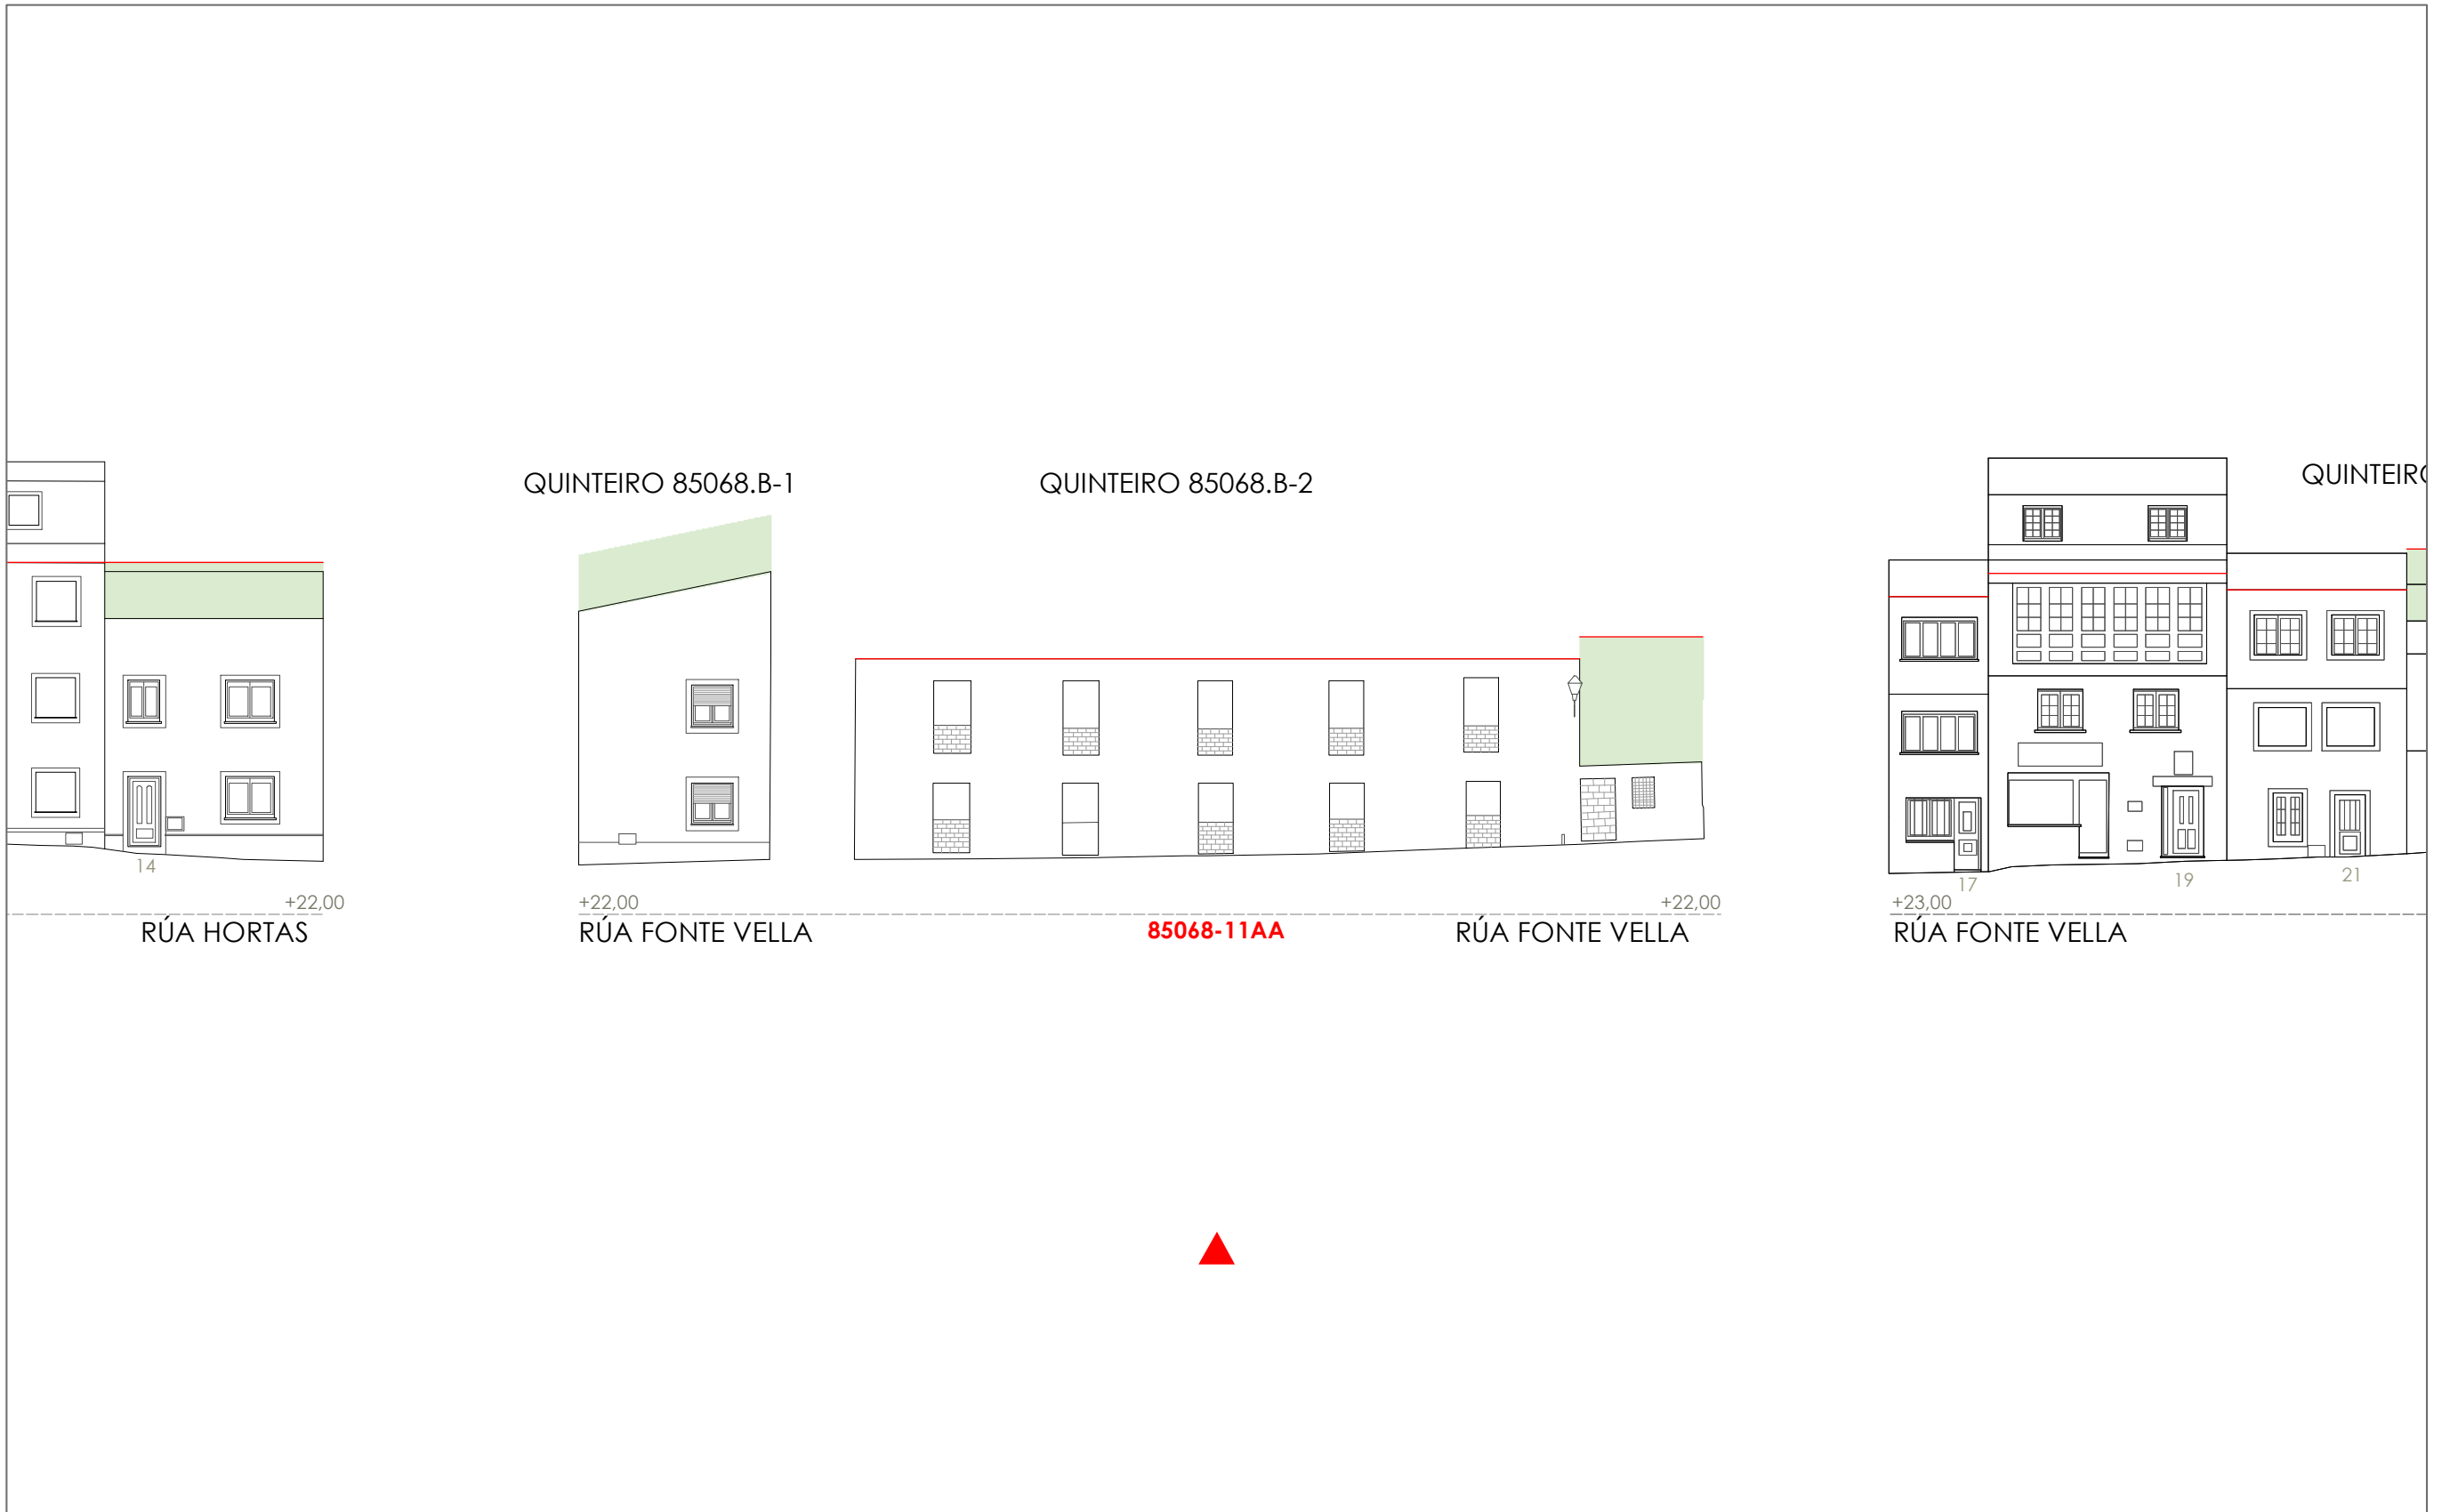 QUINTEIRO 85068.B-1
QUINTEIRO 85068.B-2
QUINTEIRO
14
17
19
21
+22,00
+22,00
+22,00
+23,00
RÚA HORTAS
RÚA FONTE VELLA
85068-11AA
RÚA FONTE VELLA
RÚA FONTE VELLA